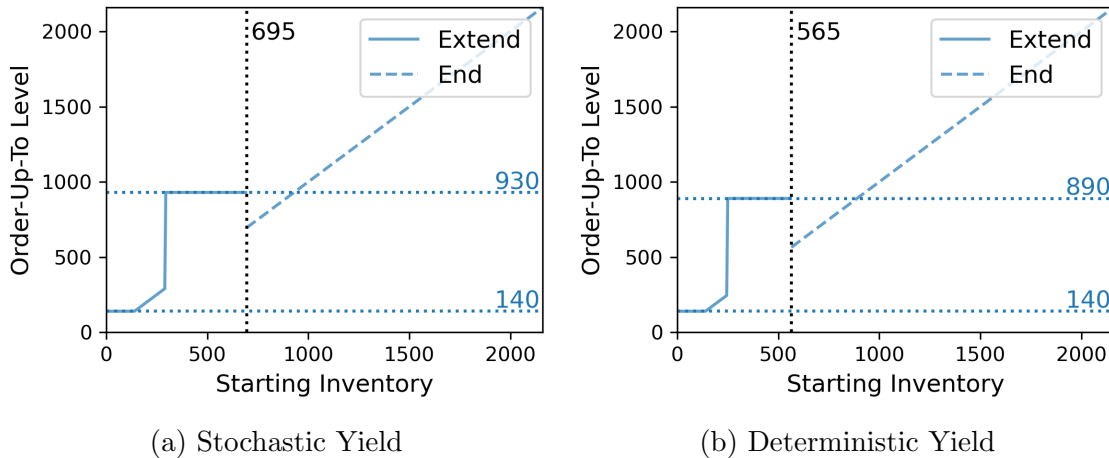 2000
1500
1000
500
0
Order-Up-To Level
695
Extend
End
930
140
0
500
1000
1500
2000
Starting Inventory
(a) Stochastic Yield
2000
1500
1000
500
0
Order-Up-To Level
565
Extend
End
890
140
0
500
1000
1500
2000
Starting Inventory
(b) Deterministic Yield